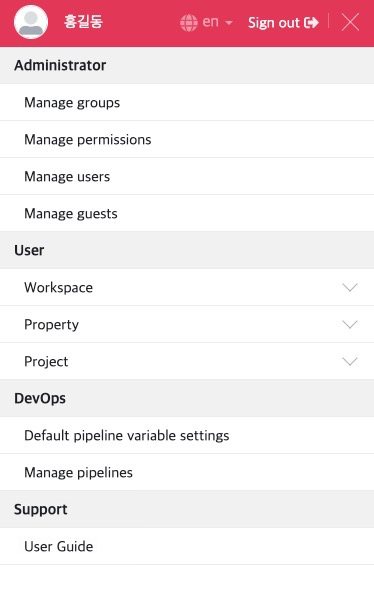 홍길동 en Sign out
Administrator
Manage groups
Manage permissions
Manage users
Manage guests
User
Workspace
Property
Project
DevOps
Default pipeline variable settings
Manage pipelines
Support
User Guide